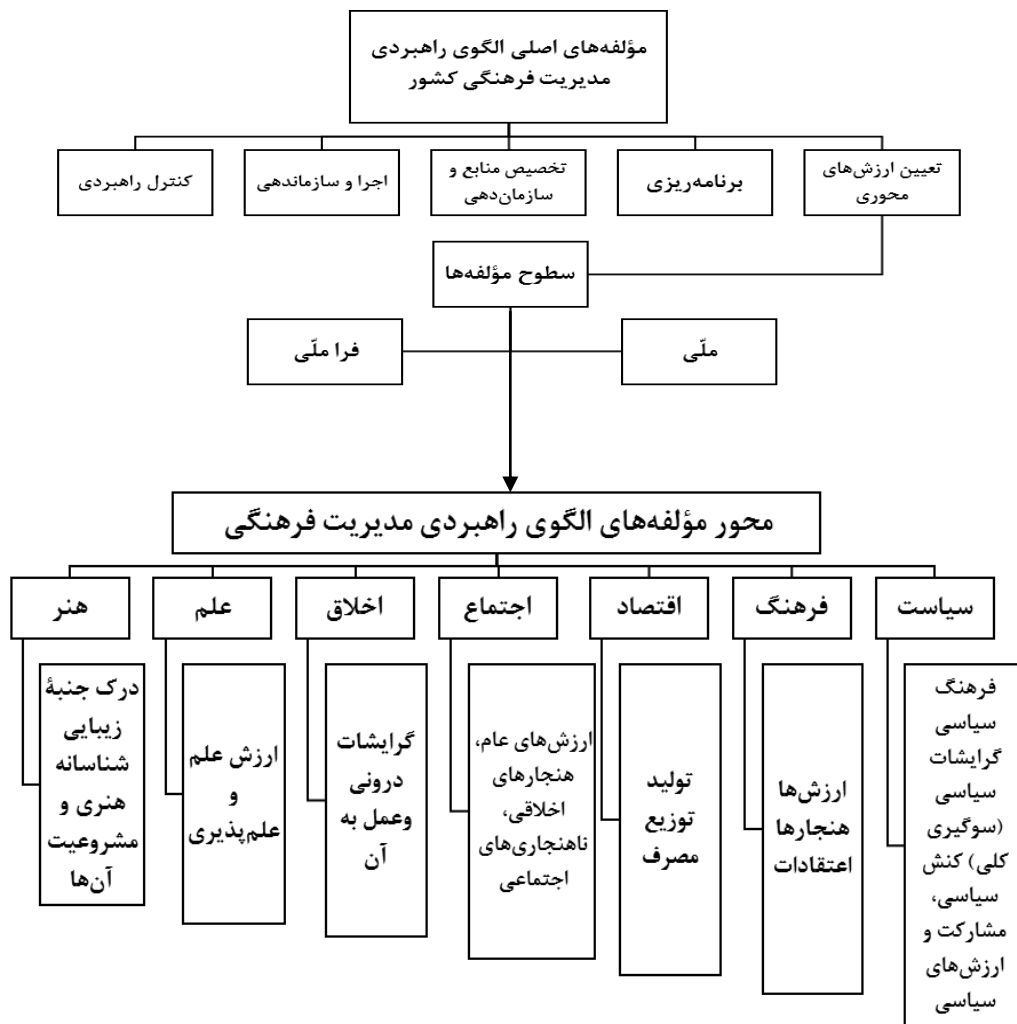 مؤلفه‌های اصلی الگوی راهبردی
مدیریت فرهنگی کشور
تعیین ارزش‌های
محوری
برنامه‌ریزی
تخصیص منابع و
سازمان‌دهی
اجرا و سازماندهی
کنترل راهبردی
سطوح مؤلفه‌ها
ملّی
فرا ملّی
محور مؤلفه‌های الگوی راهبردی مدیریت فرهنگی
سیاست
فرهنگ
اقتصاد
اجتماع
اخلاق
علم
هنر
فرهنگ
سیاسی
گرایشات
سیاسی
(سوگیری
کلی) کنش
سیاسی،
مشارکت و
ارزش‌های
سیاسی
ارزش‌ها
هنجارها
اعتقادات
تولید
توزیع
مصرف
ارزش‌های عام،
هنجارهای
اخلاقی،
ناهنجاری‌های
اجتماعی
گرایشات
درونی
وعمل به
آن
ارزش علم
و
علم‌پذیری
درک جنبۀ
زیبایی
شناسانه
هنری و
مشروعیت
آن‌ها